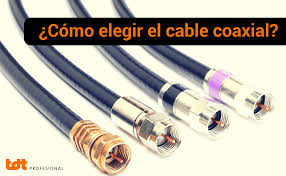 ¿Cómo elegir el cable coaxial?
tdt
PROFESIONAL